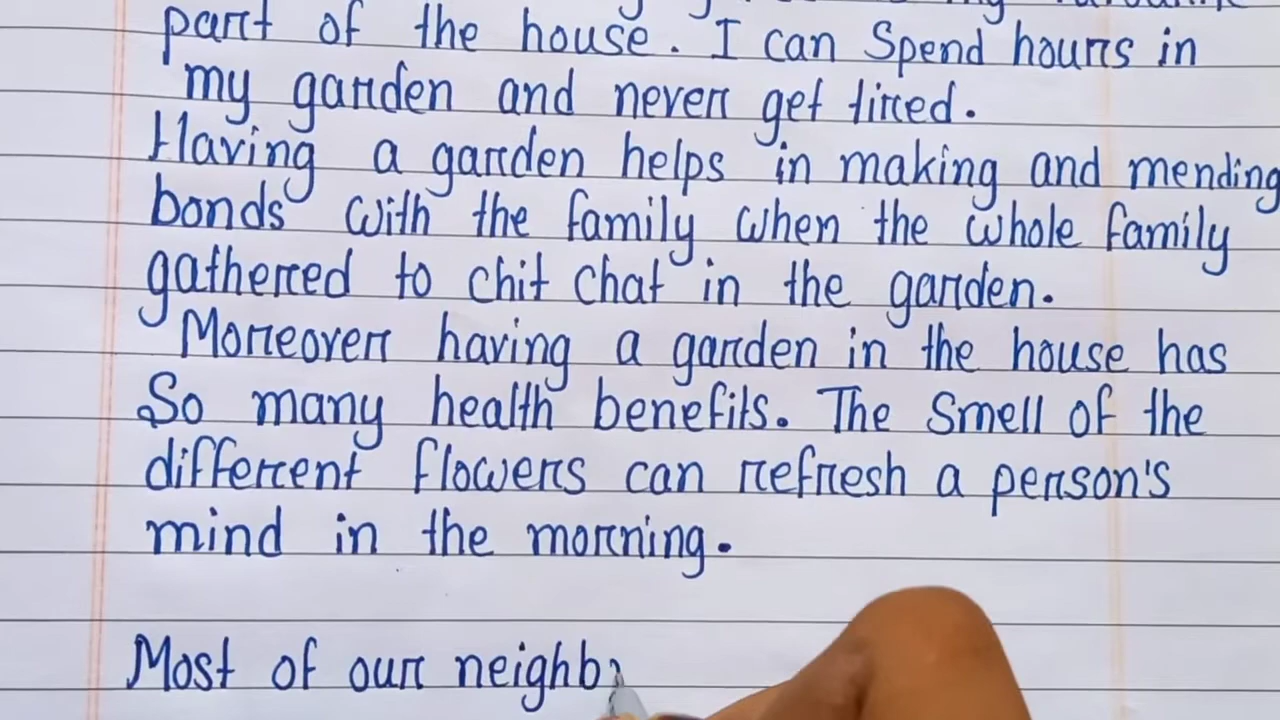 part of the house. I can Spend hours in
my garden and never get tired.
Having a garden helps in making and mending
bonds with the family when the whole family
gathered to chit chat in the garden.
Moreover having a garden in the house has
So many health benefits. The Smell of the
different flowers can refresh a person's
mind in the morning.
Most of our neighb